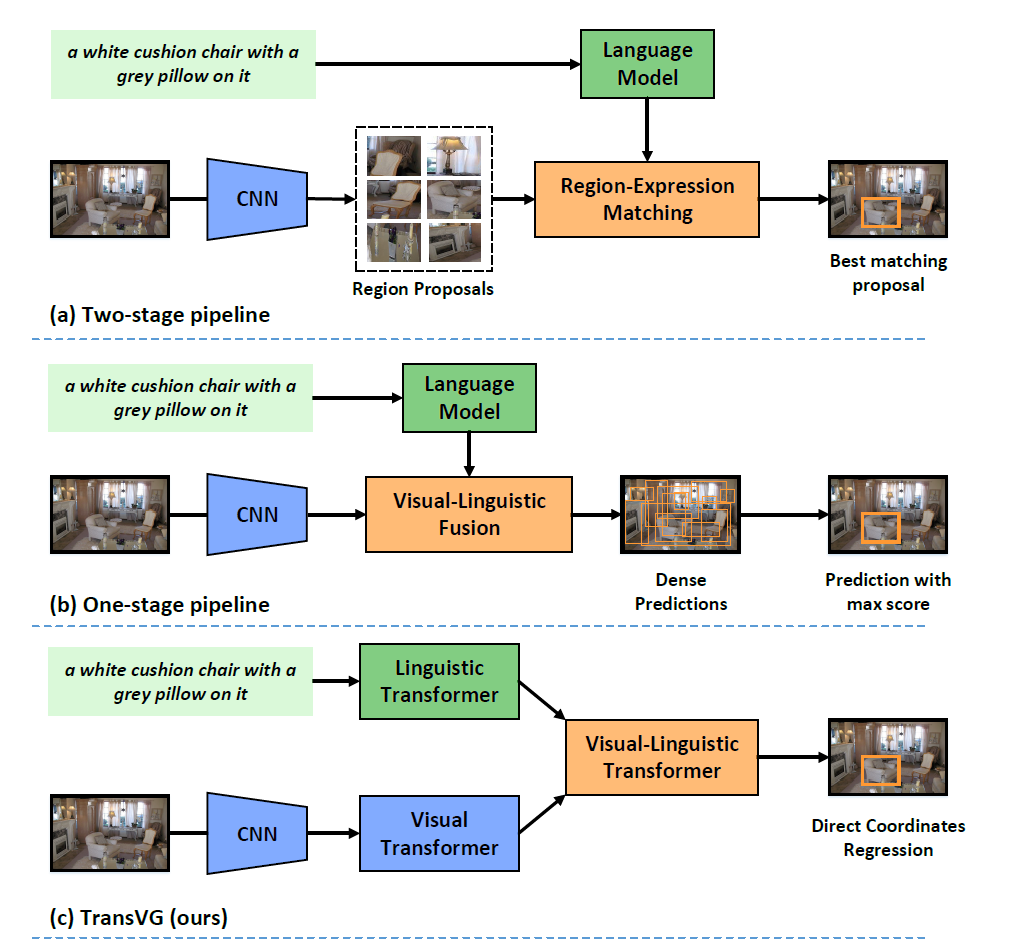 a white cushion chair with a
grey pillow on it
Language
Model
CNN
Region Proposals
Region-Expression
Matching
Best matching
proposal
(a) Two-stage pipeline
a white cushion chair with a
grey pillow on it
Language
Model
CNN
Visual-Linguistic
Fusion
Dense
Predictions
Prediction with
max score
(b) One-stage pipeline
a white cushion chair with a
grey pillow on it
Linguistic
Transformer
Visual-Linguistic
Transformer
CNN
Visual
Transformer
Direct Coordinates
Regression
(c) TransVG (ours)